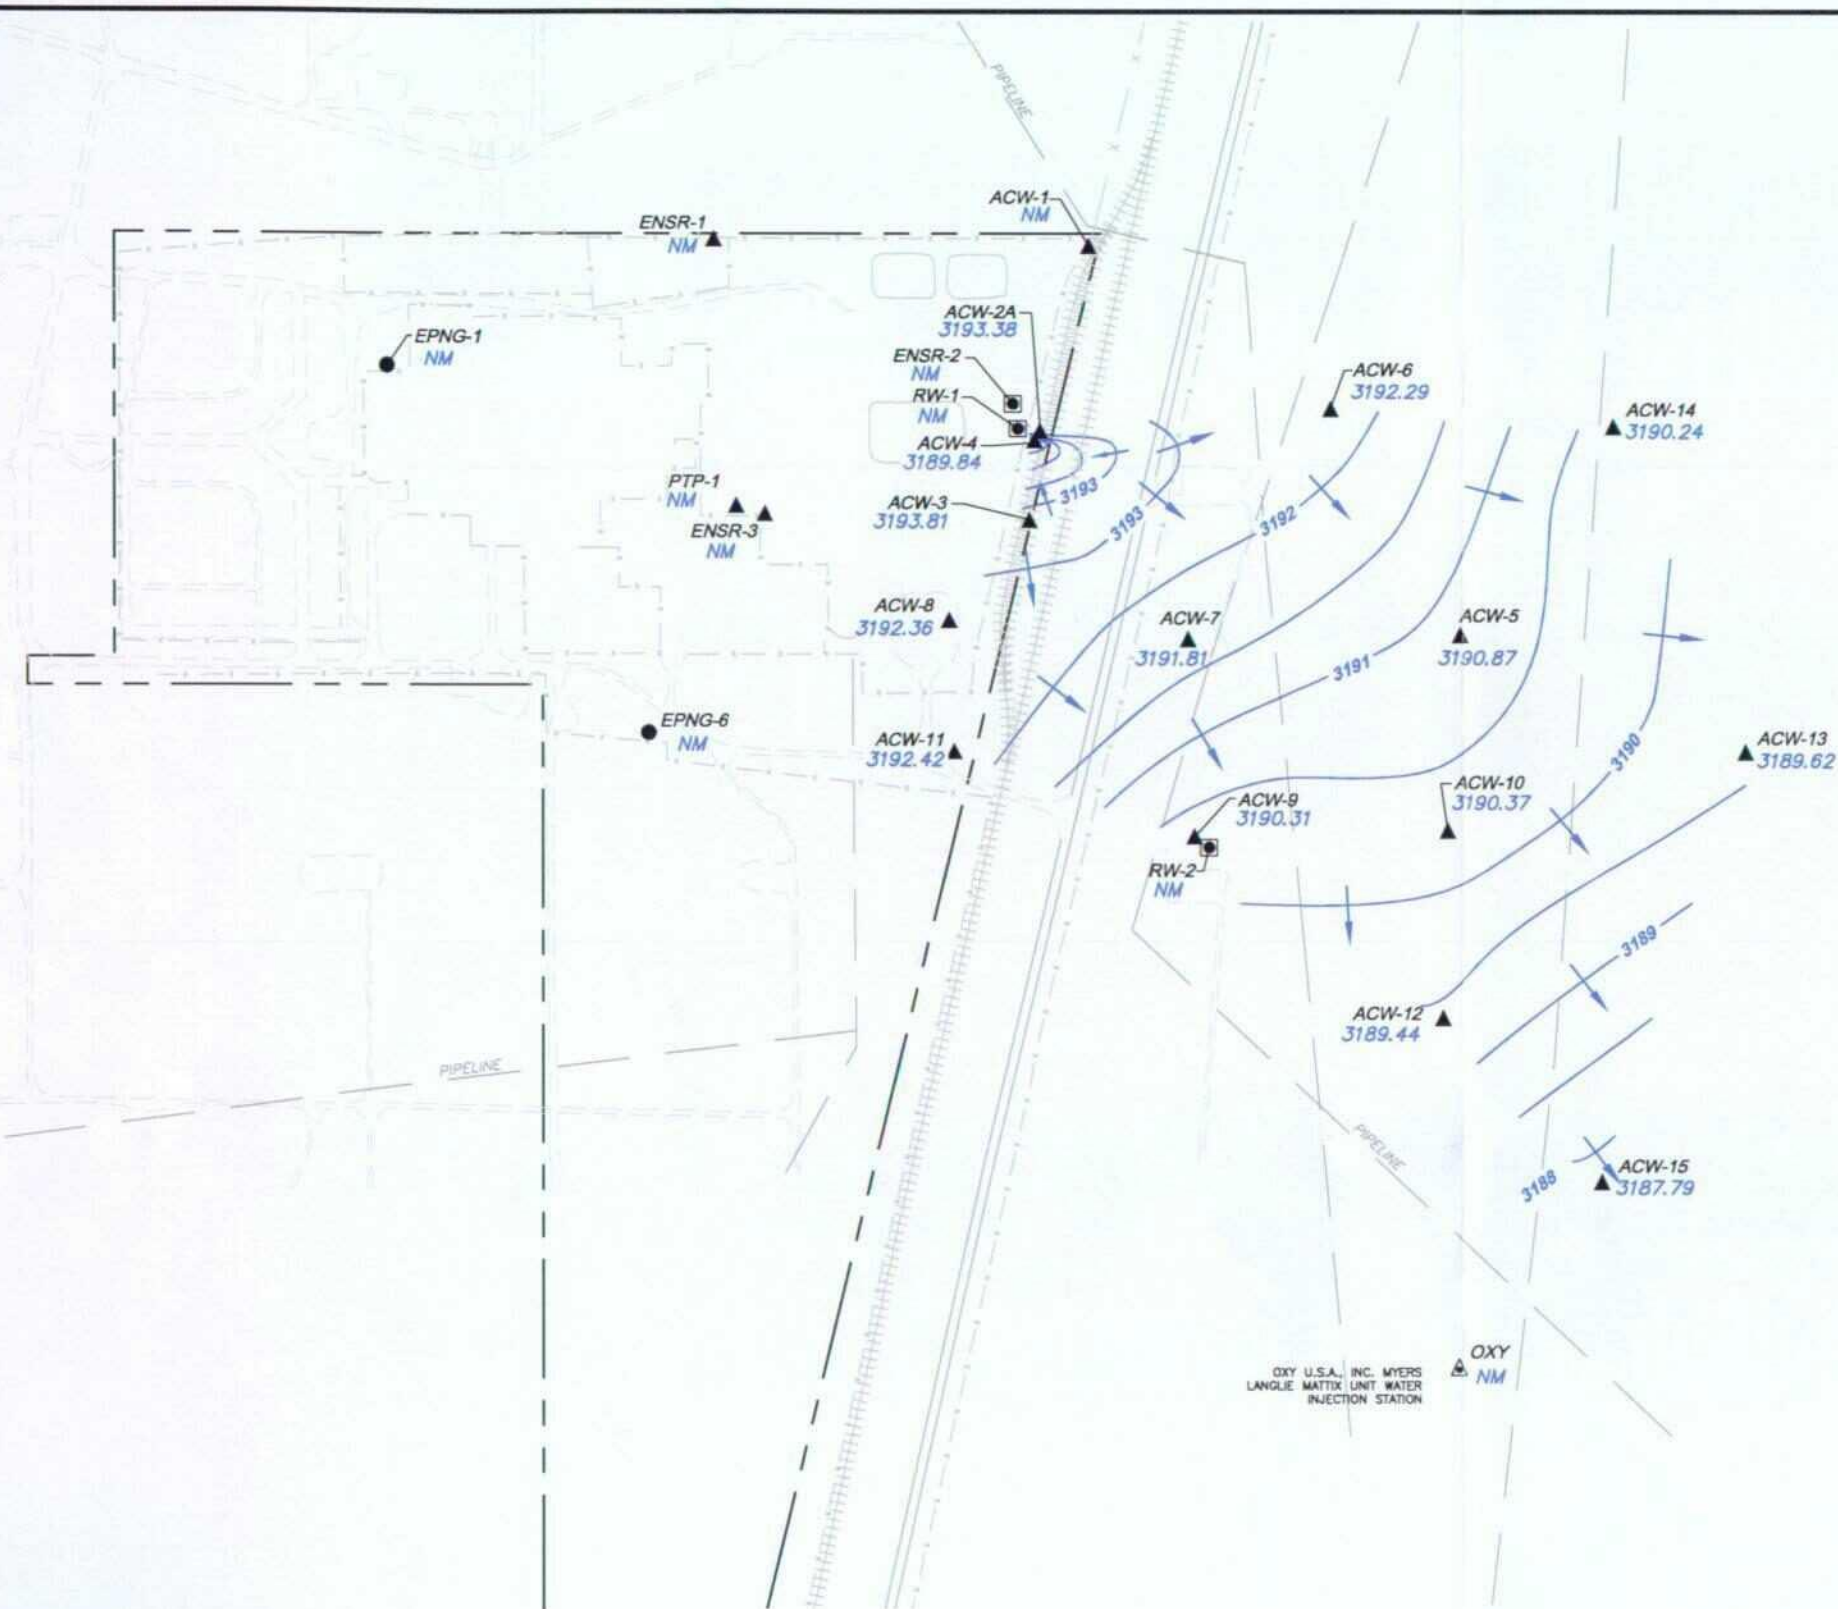 PIPELINE
ACW-1
NM
ENSR-1
NM
ACW-2A
3193.38
EPNG-1
NM
ENSR-2
NM
RW-1
NM
ACW-4
3189.84
ACW-6
3192.29
ACW-14
3190.24
PTP-1
NM
ENSR-3
NM
ACW-3
3193.81
3193
3193
3192
ACW-8
3192.36
ACW-7
3191.81
ACW-5
3190.87
3191
EPNG-6
NM
ACW-11
3192.42
3190
ACW-13
3189.62
ACW-9
3190.31
ACW-10
3190.37
RW-2
NM
3189
ACW-12
3189.44
PIPELINE
PIPELINE
3188
ACW-15
3187.79
OXY
NM
OXY U.S.A., INC. MYERS
LANGLIE MATTIX UNIT WATER
INJECTION STATION